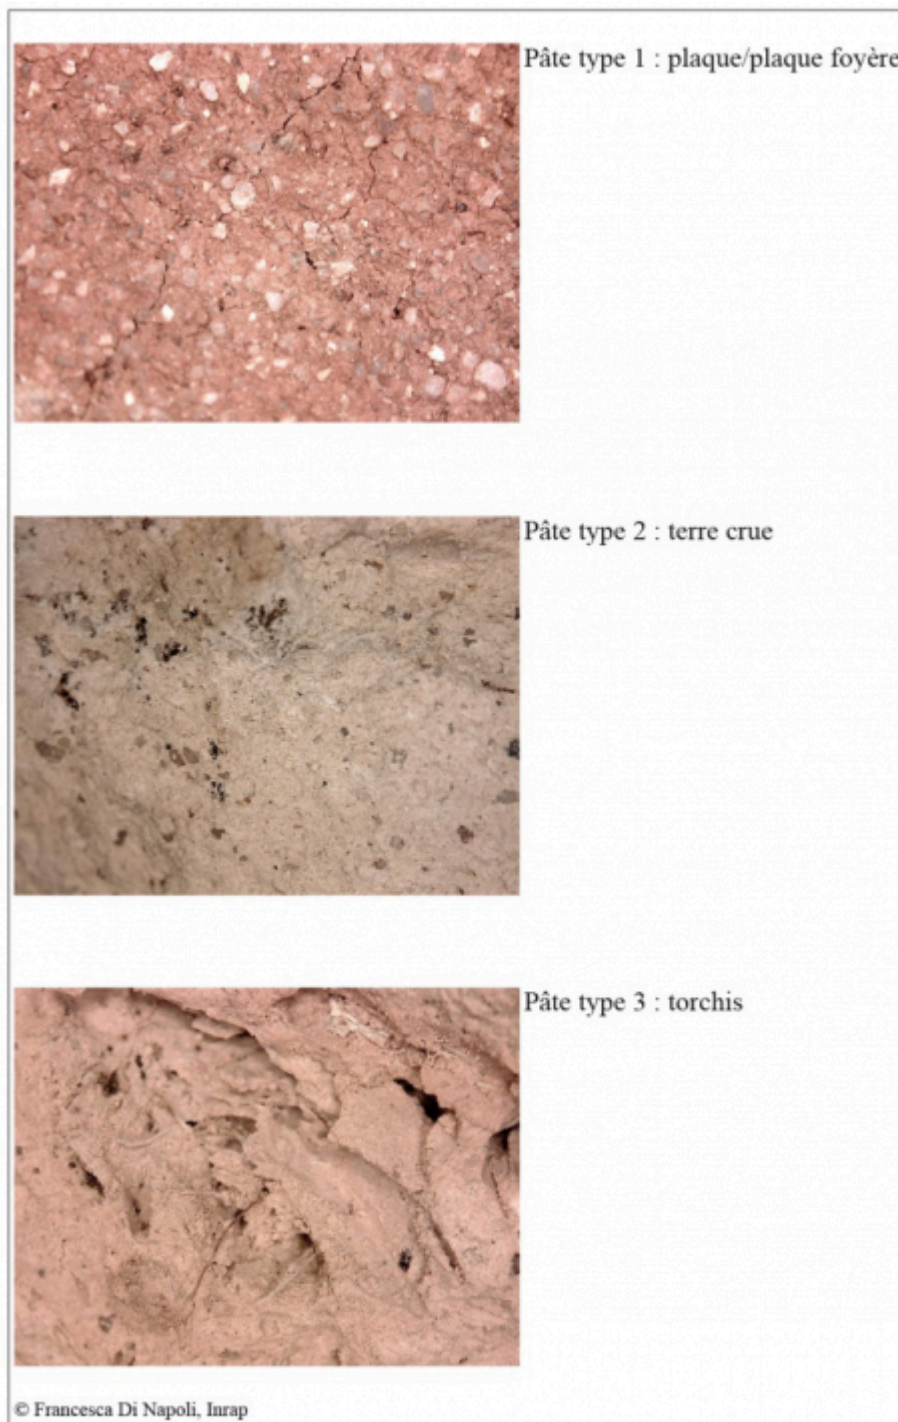 Pâte type 1 : plaque/plaque foyère
Pâte type 2 : terre crue
Pâte type 3 : torchis
© Francesca Di Napoli, Inrap